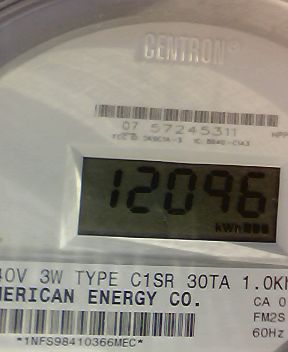 CENTRON®
07 57245311
12096
kWh
40V 3W TYPE C1SR 30TA 1.0Kh
MERICAN ENERGY CO.
CA 0
FM2S
60Hz
*1NFS98410366MEC*